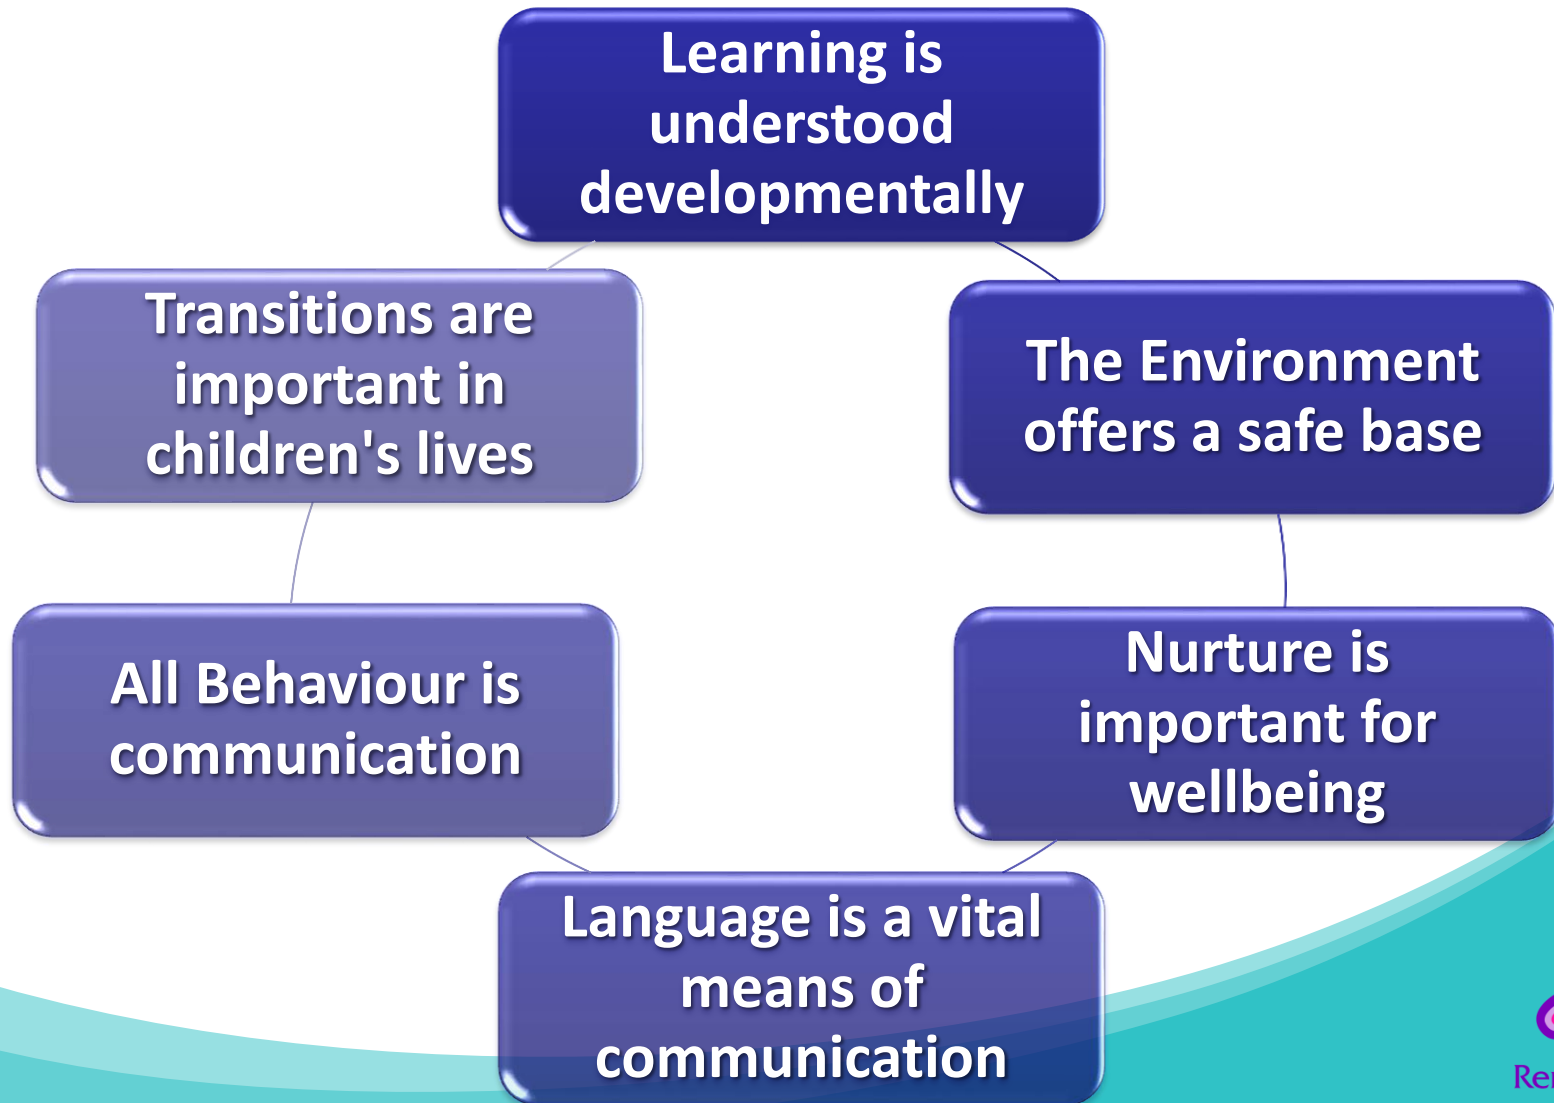 Learning is
understood
developmentally
The Environment
offers a safe base
Nurture is
important for
wellbeing
Language is a vital
means of
communication
All Behaviour is
communication
Transitions are
important in
children's lives